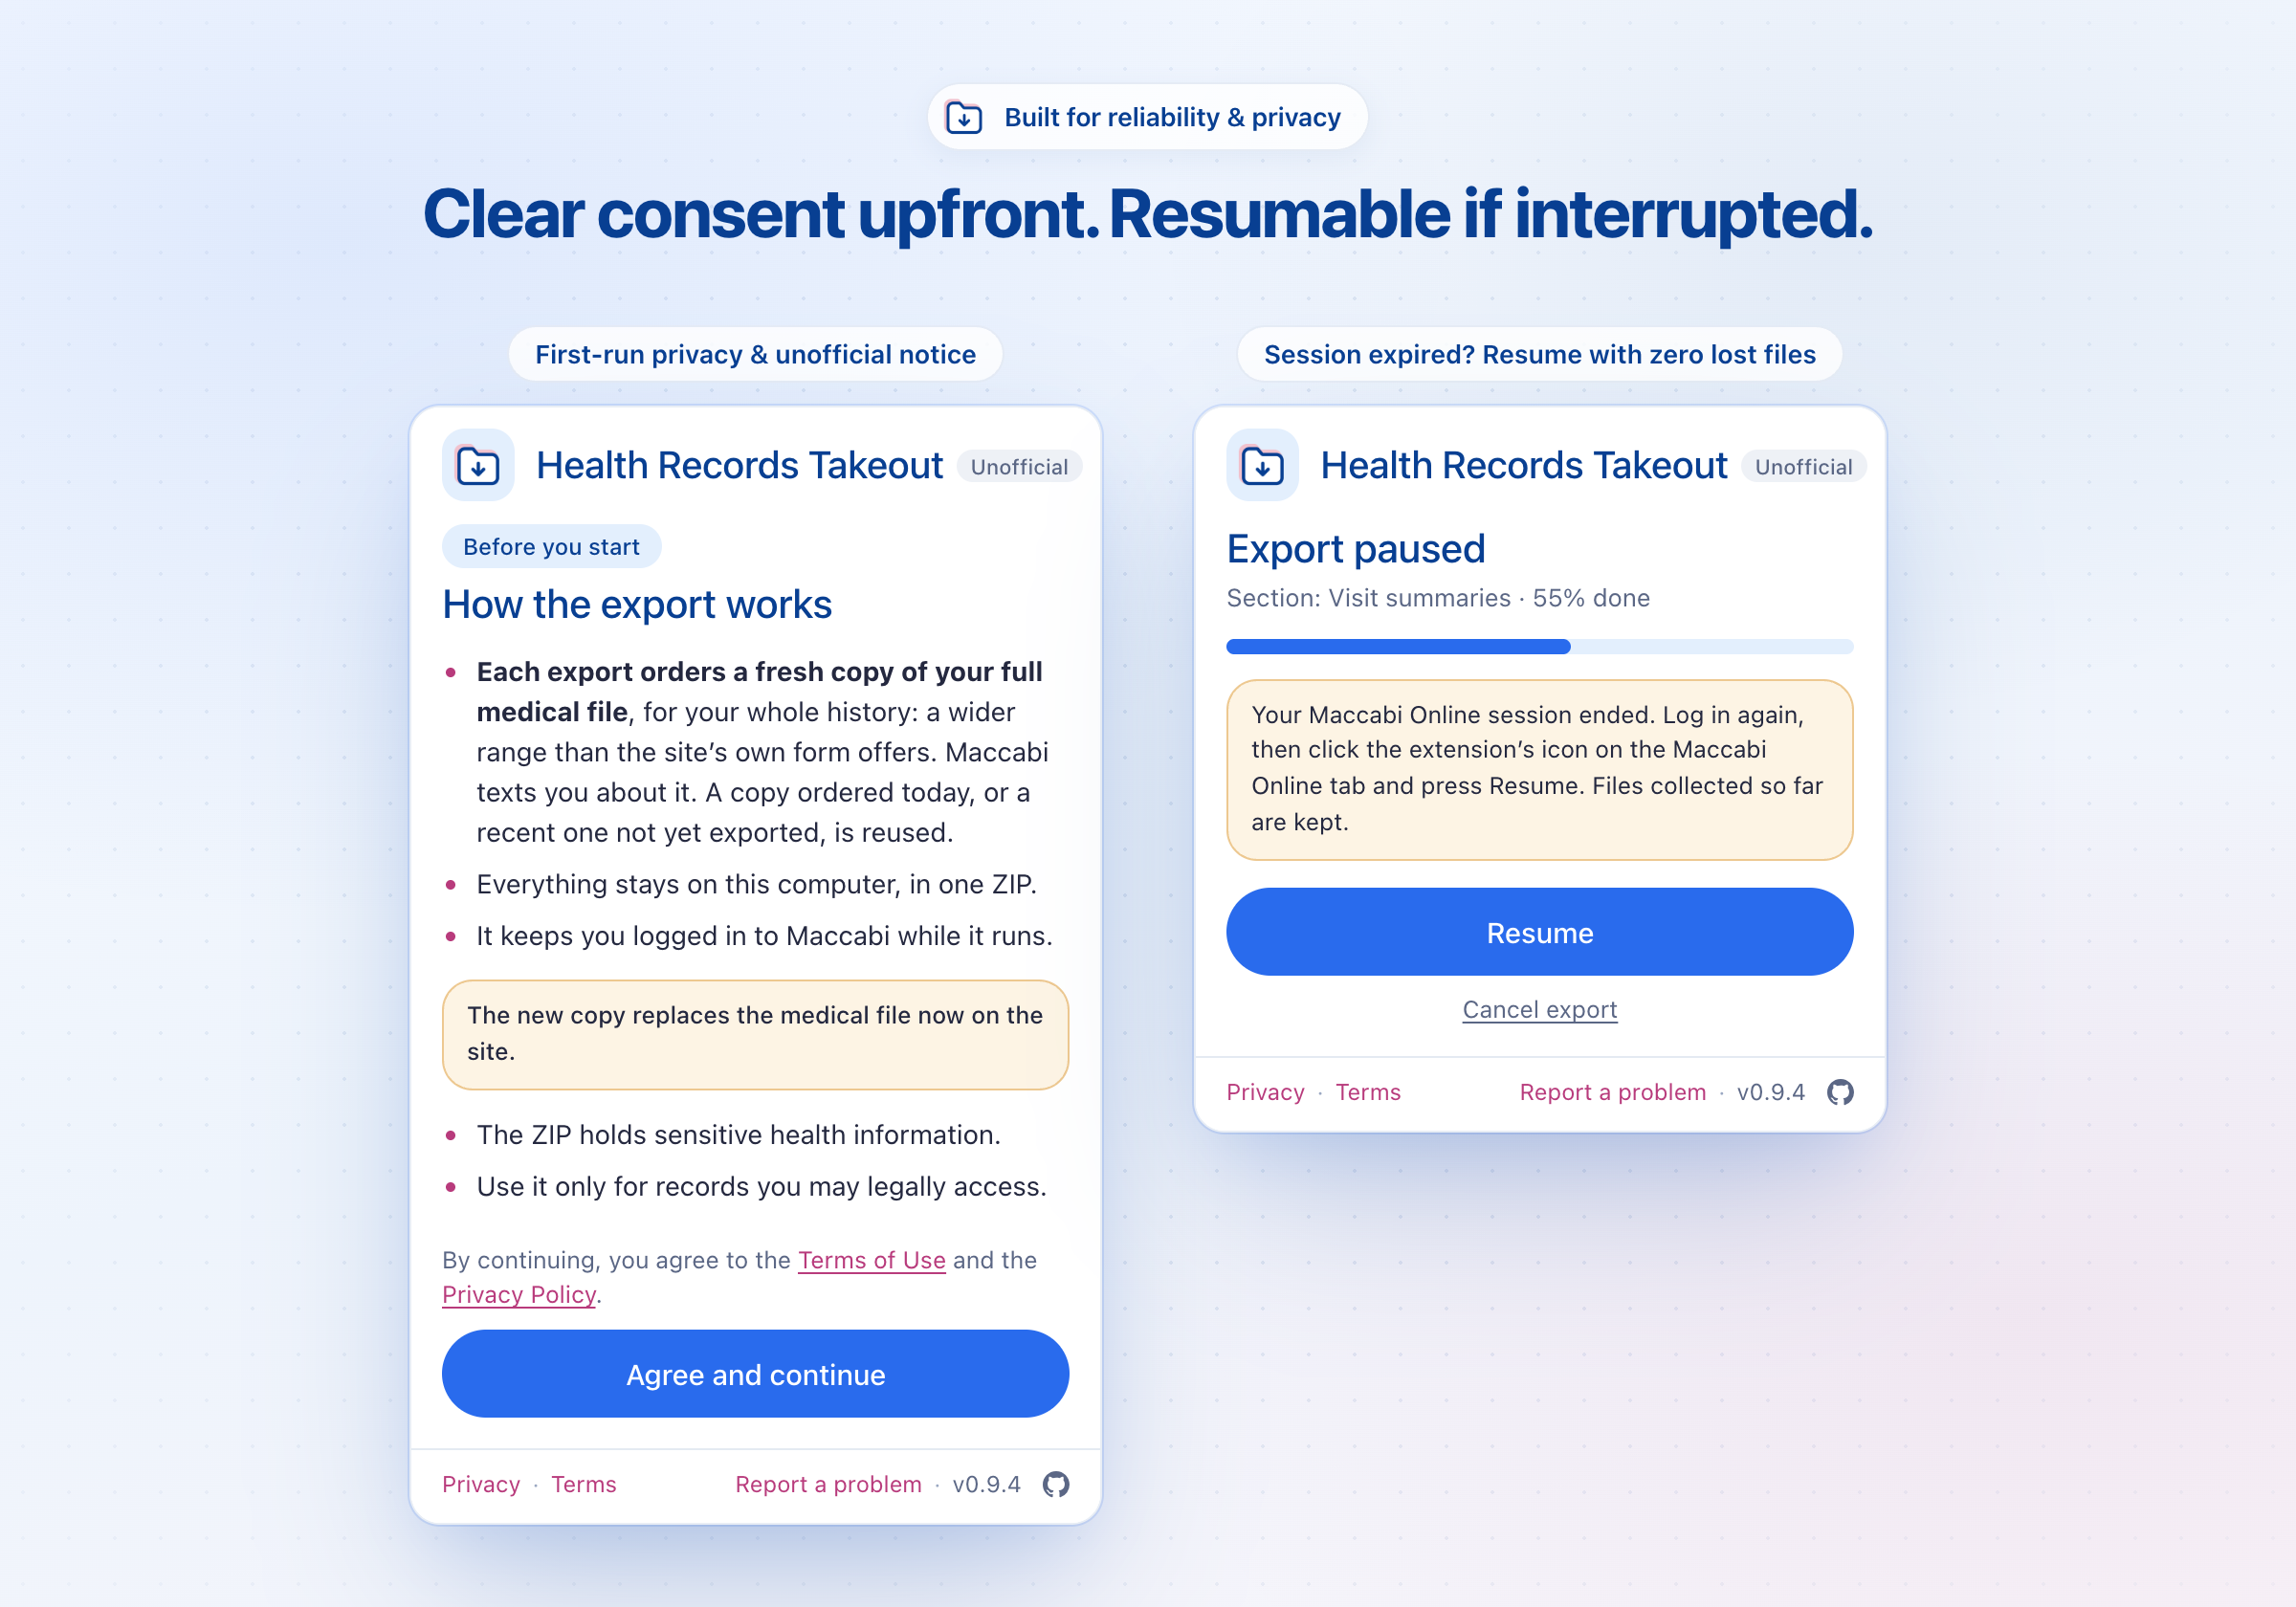 Built for reliability & privacy
Clear consent upfront. Resumable if interrupted.
First-run privacy & unofficial notice
Health Records Takeout Unofficial
Before you start
How the export works
Each export orders a fresh copy of your full
medical file, for your whole history: a wider
range than the site’s own form offers. Maccabi
texts you about it. A copy ordered today, or a
recent one not yet exported, is reused.
Everything stays on this computer, in one ZIP.
It keeps you logged in to Maccabi while it runs.
The new copy replaces the medical file now on the
site.
The ZIP holds sensitive health information.
Use it only for records you may legally access.
By continuing, you agree to the Terms of Use and the
Privacy Policy.
Agree and continue
Privacy · Terms Report a problem · v0.9.4
Session expired? Resume with zero lost files
Health Records Takeout Unofficial
Export paused
Section: Visit summaries · 55% done
Your Maccabi Online session ended. Log in again,
then click the extension’s icon on the Maccabi
Online tab and press Resume. Files collected so far
are kept.
Resume
Cancel export
Privacy · Terms Report a problem · v0.9.4